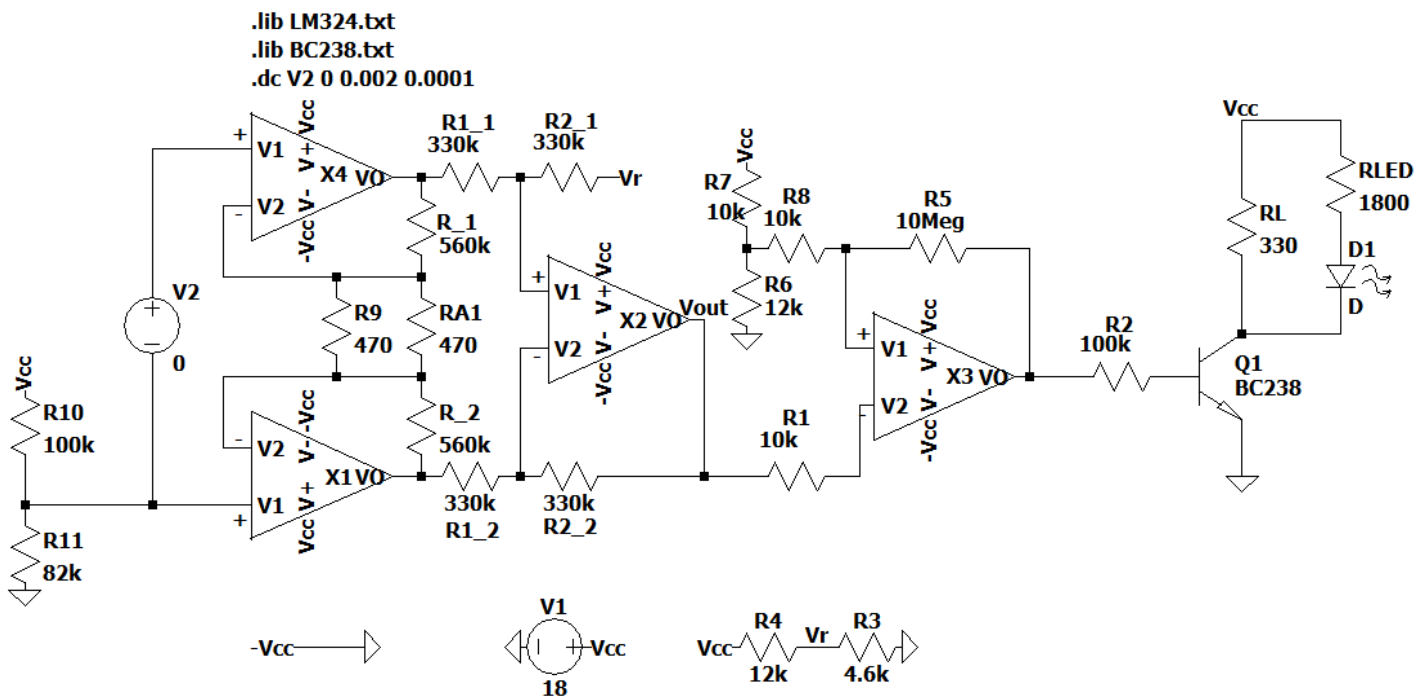 .lib LM324.txt
.lib BC238.txt
.dc V2 0 0.002 0.0001
+
V1
V2
-
Vcc
V+
X4
VO
V-
-Vcc
R1_1
330k
R2_1
330k
Vr
R_1
560k
V2
+
−
0
R9
470
RA1
470
Vcc
R10
100k
R11
82k
-
V2
V1
+
-Vcc
V-
X1
VO
V+
Vcc
R_2
560k
330k
R1_2
330k
R2_2
+
V1
V2
-
Vcc
V+
X2
VO
V-
-Vcc
Vout
Vcc
R7
10k
R8
10k
R6
12k
R5
10Meg
R1
10k
+
V1
V2
-
Vcc
V+
X3
VO
V-
-Vcc
R2
100k
Q1
BC238
Vcc
RL
330
RLED
1800
D1
D
-Vcc
V1
Vcc
18
Vcc
R4
12k
Vr
R3
4.6k